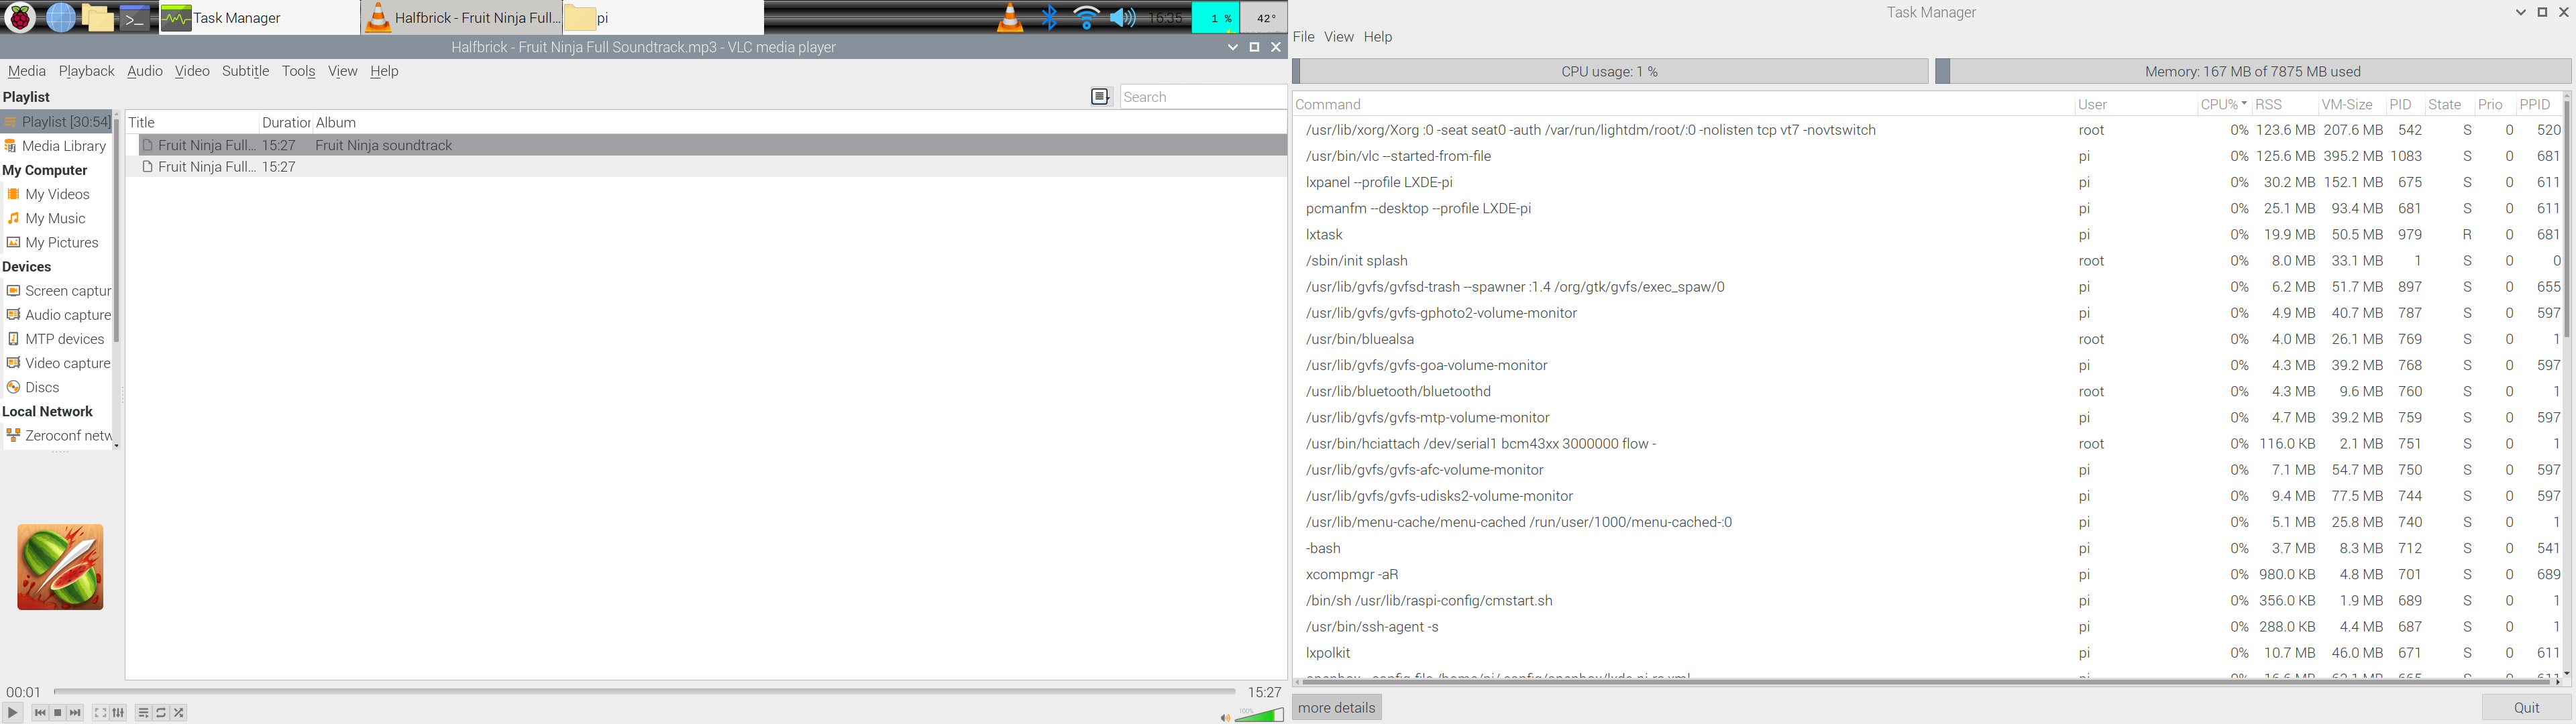 Task Manager
Halfbrick - Fruit Ninja Full...
pi
16:35
1 %
42°
Halfbrick - Fruit Ninja Full Soundtrack.mp3 - VLC media player
Media Playback Audio Video Subtitle Tools View Help
Playlist
Search
Playlist [30:54]
Media Library
My Computer
My Videos
My Music
My Pictures
Devices
Screen captur
Audio capture
MTP devices
Video capture
Discs
Local Network
Zeroconf netw
Title Duration Album
Fruit Ninja Full... 15:27 Fruit Ninja soundtrack
Fruit Ninja Full... 15:27
00:01
15:27
100%
Task Manager
File View Help
CPU usage: 1 %
Memory: 167 MB of 7875 MB used
Command User CPU% RSS VM-Size PID State Prio PPID
/usr/lib/xorg/Xorg :0 -seat seat0 -auth /var/run/lightdm/root/:0 -nolisten tcp vt7 -novtswitch root 0% 123.6 MB 207.6 MB 542 S 0 520
/usr/bin/vlc --started-from-file pi 0% 125.6 MB 395.2 MB 1083 S 0 681
lxpanel --profile LXDE-pi pi 0% 30.2 MB 152.1 MB 675 S 0 611
pcmanfm --desktop --profile LXDE-pi pi 0% 25.1 MB 93.4 MB 681 S 0 611
lxtask pi 0% 19.9 MB 50.5 MB 979 R 0 681
/sbin/init splash root 0% 8.0 MB 33.1 MB 1 S 0 0
/usr/lib/gvfs/gvfsd-trash --spawner :1.4 /org/gtk/gvfs/exec_spaw/0 pi 0% 6.2 MB 51.7 MB 897 S 0 655
/usr/lib/gvfs/gvfs-gphoto2-volume-monitor pi 0% 4.9 MB 40.7 MB 787 S 0 597
/usr/bin/bluealsa root 0% 4.0 MB 26.1 MB 769 S 0 1
/usr/lib/gvfs/gvfs-goa-volume-monitor pi 0% 4.3 MB 39.2 MB 768 S 0 597
/usr/lib/bluetooth/bluetoothd root 0% 4.3 MB 9.6 MB 760 S 0 1
/usr/lib/gvfs/gvfs-mtp-volume-monitor pi 0% 4.7 MB 39.2 MB 759 S 0 597
/usr/bin/hciattach /dev/serial1 bcm43xx 3000000 flow - root 0% 116.0 KB 2.1 MB 751 S 0 1
/usr/lib/gvfs/gvfs-afc-volume-monitor pi 0% 7.1 MB 54.7 MB 750 S 0 597
/usr/lib/gvfs/gvfs-udisks2-volume-monitor pi 0% 9.4 MB 77.5 MB 744 S 0 597
/usr/lib/menu-cache/menu-cached /run/user/1000/menu-cached-:0 pi 0% 5.1 MB 25.8 MB 740 S 0 1
-bash pi 0% 3.7 MB 8.3 MB 712 S 0 541
xcompmgr -aR pi 0% 980.0 KB 4.8 MB 701 S 0 689
/bin/sh /usr/lib/raspi-config/cmstart.sh pi 0% 356.0 KB 1.9 MB 689 S 0 1
/usr/bin/ssh-agent -s pi 0% 288.0 KB 4.4 MB 687 S 0 1
lxpolkit pi 0% 10.7 MB 46.0 MB 671 S 0 611
more details
Quit